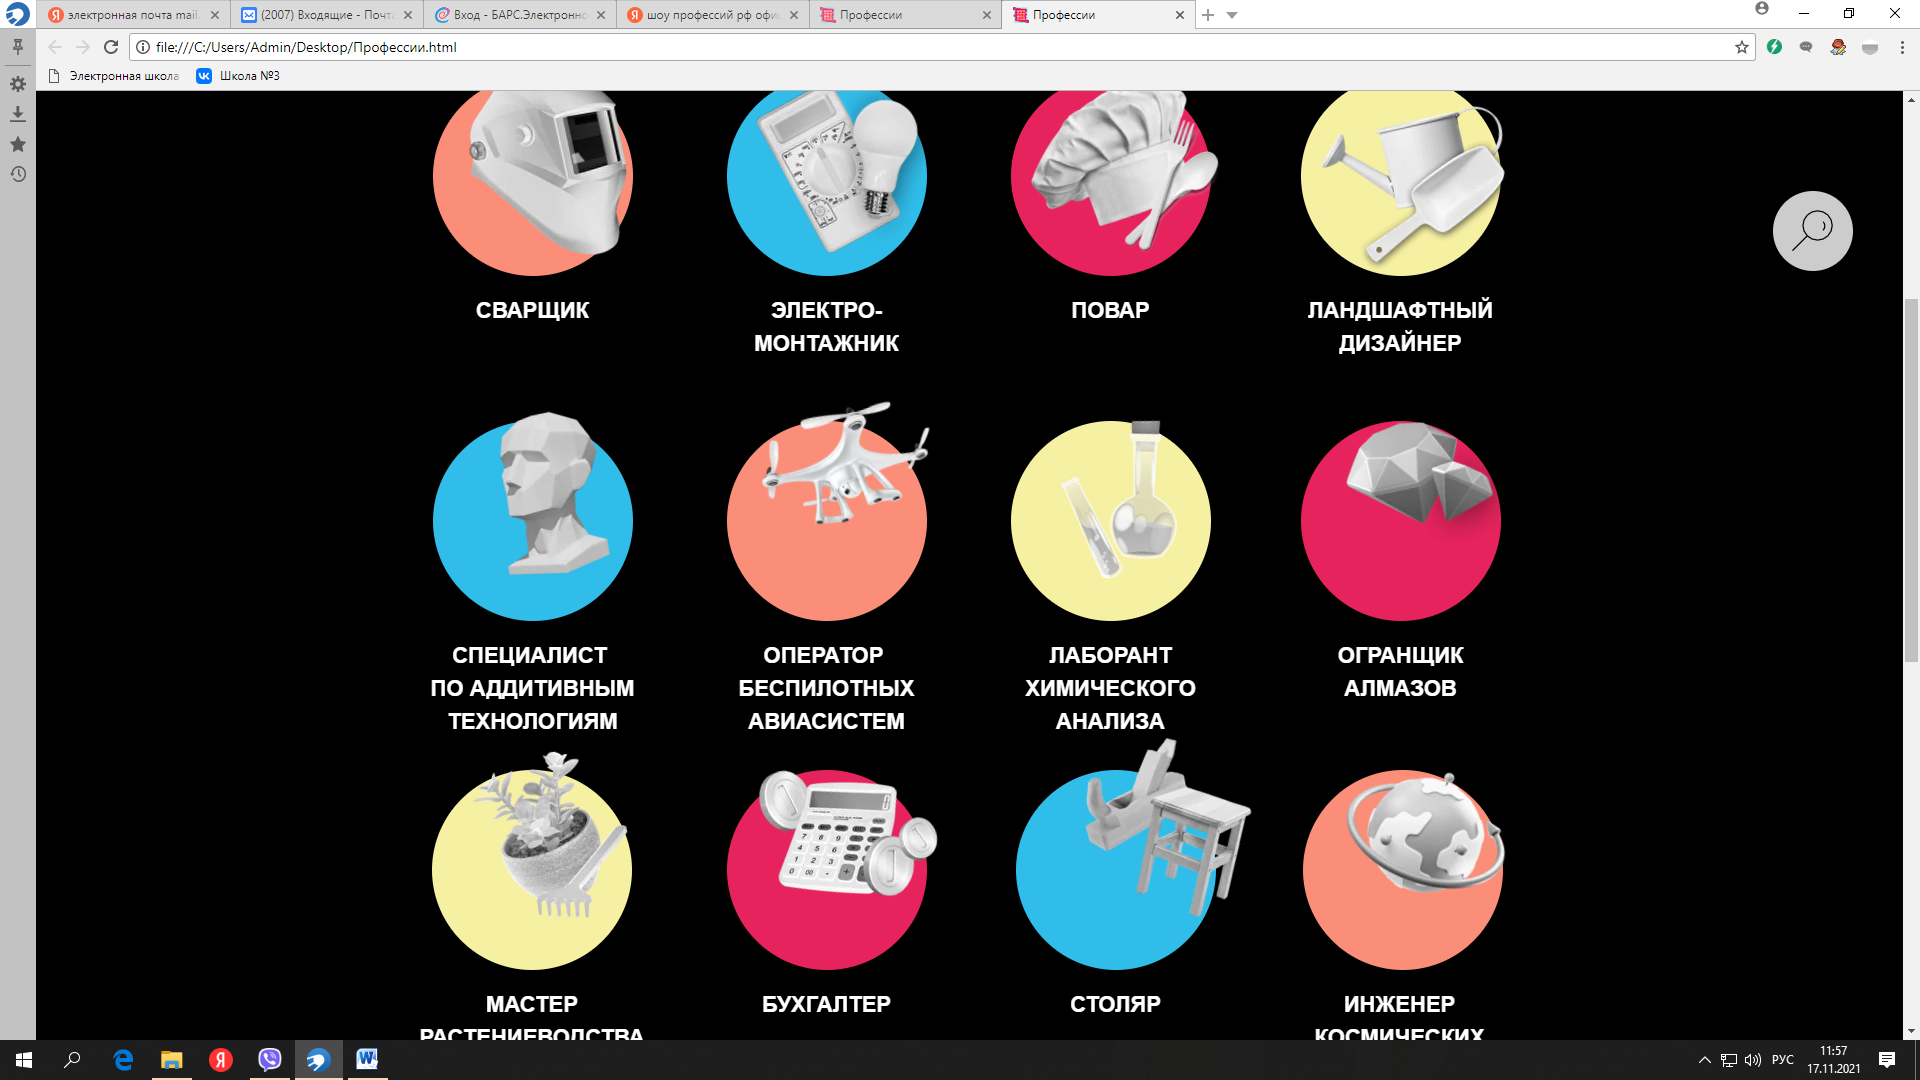 электронная почта mail
(2007) Входящие - Почта
Вход - БАРС.Электронн
шоу профессий рф офи
Профессии
Профессии
file:///C:/Users/Admin/Desktop/Профессии.html
Электронная школа
Школа №3
СВАРЩИК
ЭЛЕКТРО-
МОНТАЖНИК
ПОВАР
ЛАНДШАФТНЫЙ
ДИЗАЙНЕР
СПЕЦИАЛИСТ
ПО АДДИТИВНЫМ
ТЕХНОЛОГИЯМ
ОПЕРАТОР
БЕСПИЛОТНЫХ
АВИАСИСТЕМ
ЛАБОРАНТ
ХИМИЧЕСКОГО
АНАЛИЗА
ОГРАНЩИК
АЛМАЗОВ
МАСТЕР
РАСТЕНИЕВОДСТВА
БУХГАЛТЕР
СТОЛЯР
ИНЖЕНЕР
КОСМИЧЕСКИХ
РУС
11:57
17.11.2021